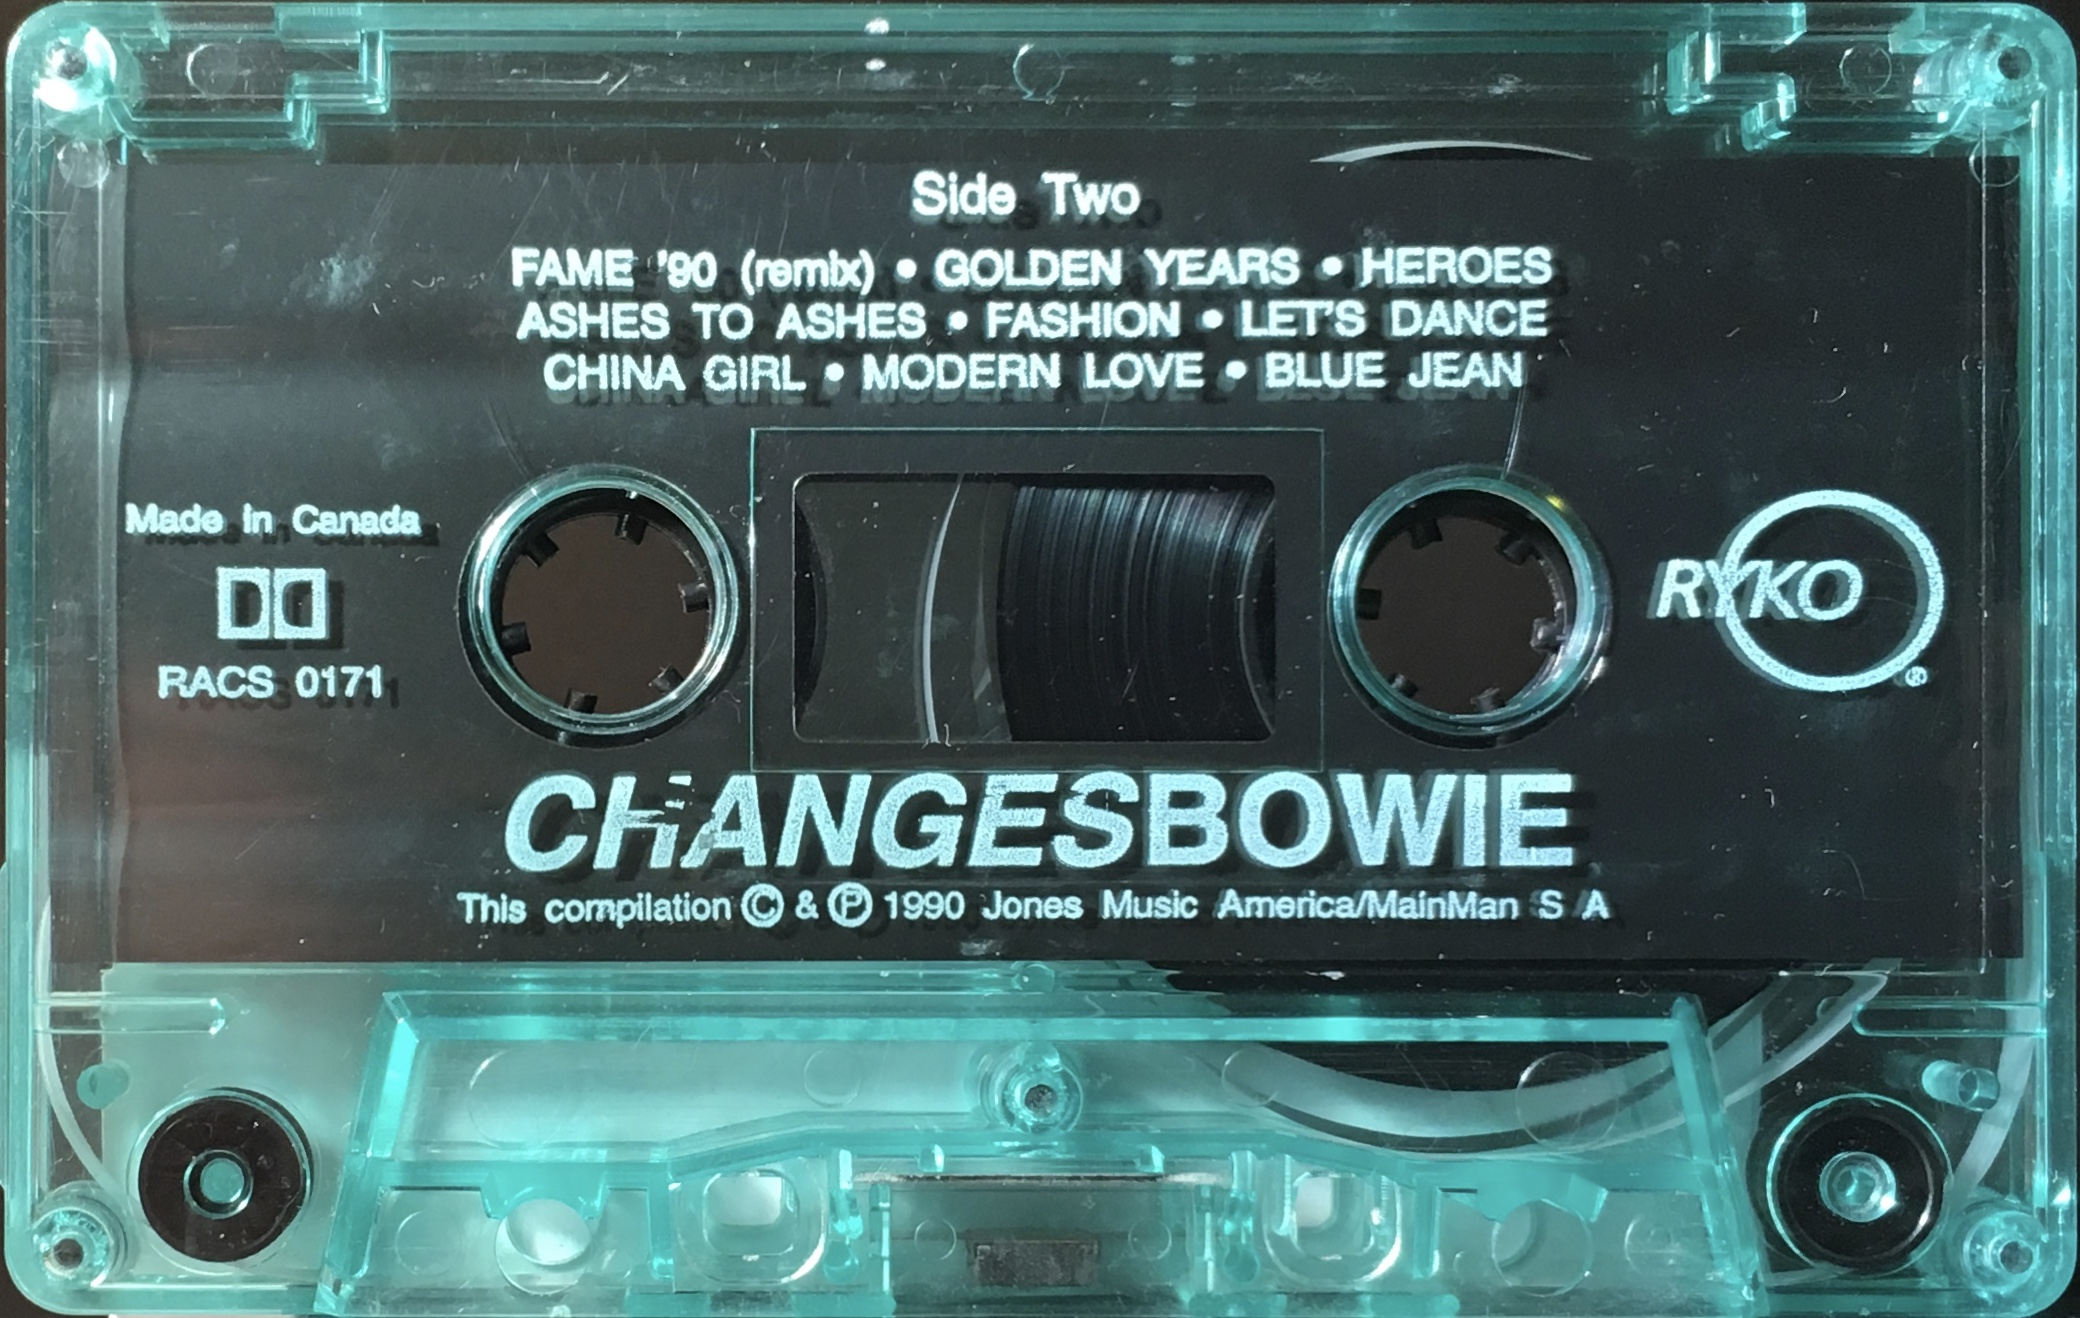 Side Two
FAME '90 (remix) • GOLDEN YEARS • HEROES
ASHES TO ASHES • FASHION • LET'S DANCE
CHINA GIRL • MODERN LOVE • BLUE JEAN
Made in Canada
RACS 0171
RYKO
®
CHANGESBOWIE
This compilation © & ℗ 1990 Jones Music America/MainMan S A